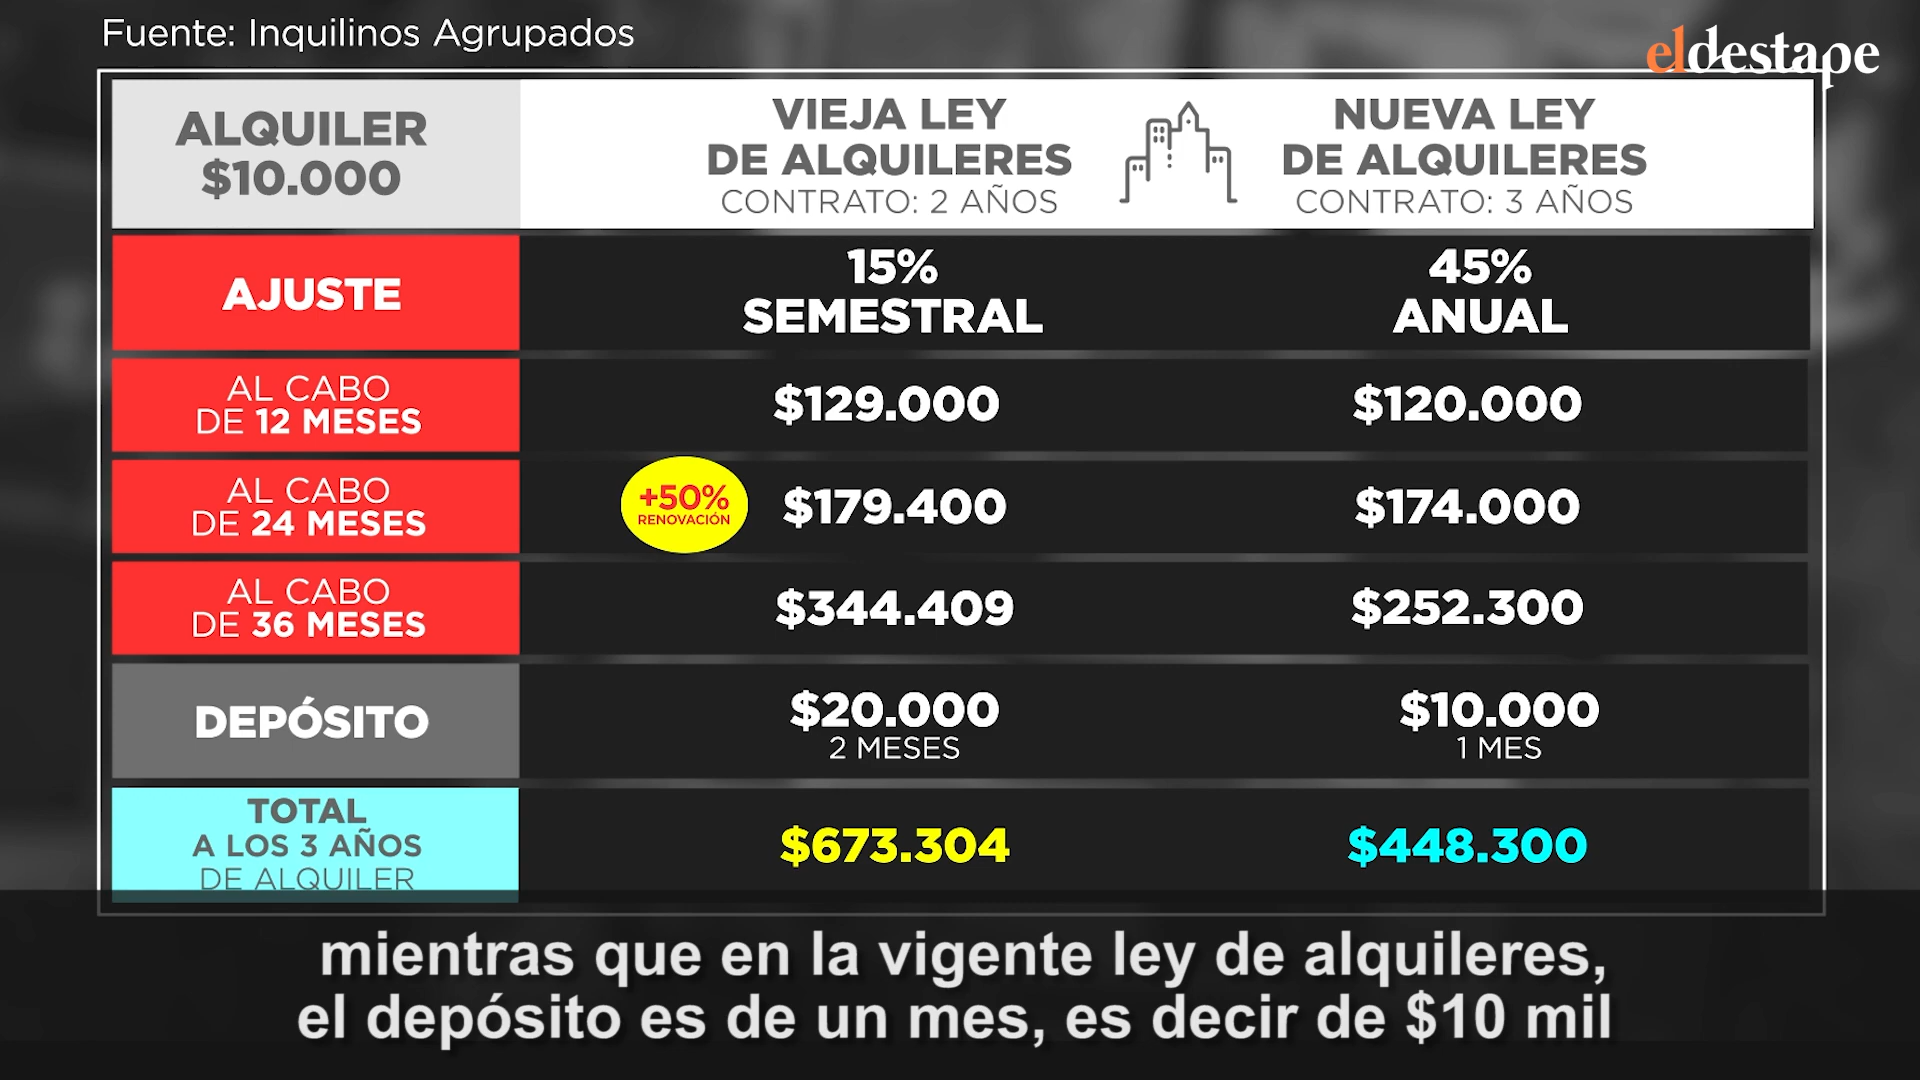 Fuente: Inquilinos Agrupados
eldestape
ALQUILER
$10.000
VIEJA LEY
DE ALQUILERES
CONTRATO: 2 AÑOS
NUEVA LEY
DE ALQUILERES
CONTRATO: 3 AÑOS
AJUSTE
15%
SEMESTRAL
45%
ANUAL
AL CABO
DE 12 MESES
$129.000
$120.000
AL CABO
DE 24 MESES
+50%
RENOVACIÓN
$179.400
$174.000
AL CABO
DE 36 MESES
$344.409
$252.300
DEPÓSITO
$20.000
2 MESES
$10.000
1 MES
TOTAL
A LOS 3 AÑOS
DE ALQUILER
$673.304
$448.300
mientras que en la vigente ley de alquileres,
el depósito es de un mes, es decir de $10 mil